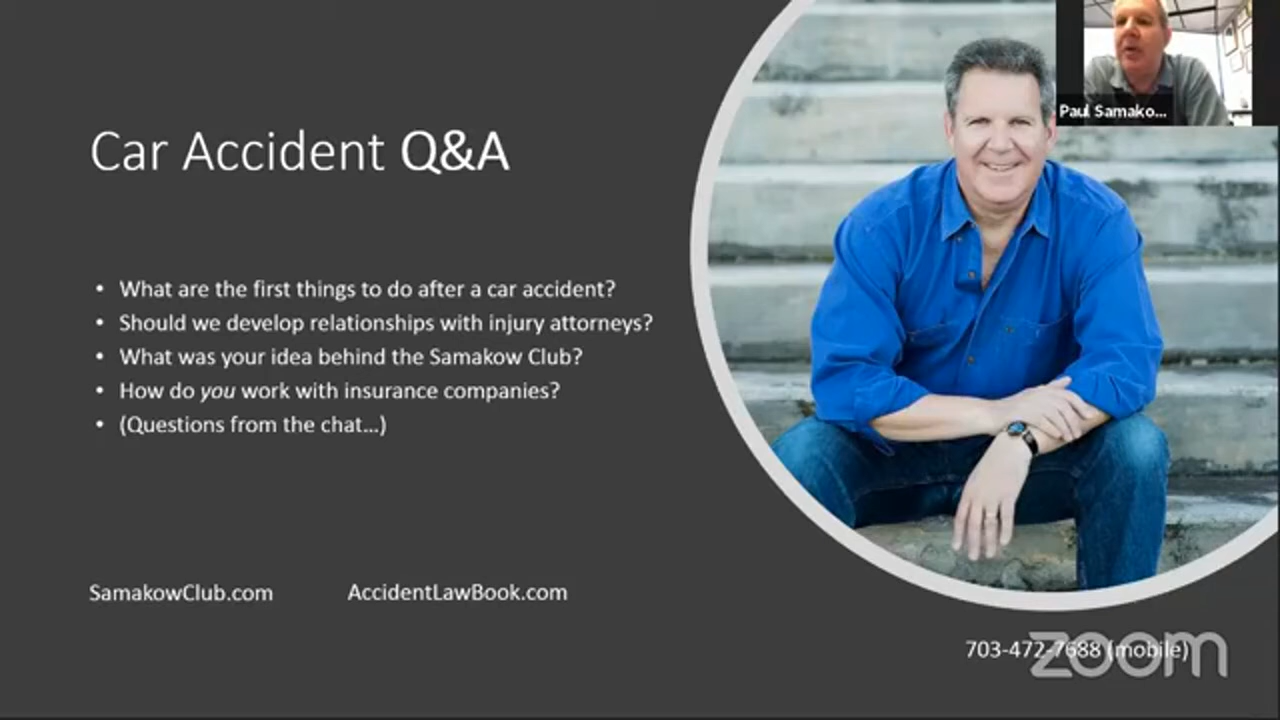 Paul Samako...
Car Accident Q&A
• What are the first things to do after a car accident?
• Should we develop relationships with injury attorneys?
• What was your idea behind the Samakow Club?
• How do you work with insurance companies?
• (Questions from the chat...)
SamakowClub.com
AccidentLawBook.com
703-472-7688 (mobile)
zoom